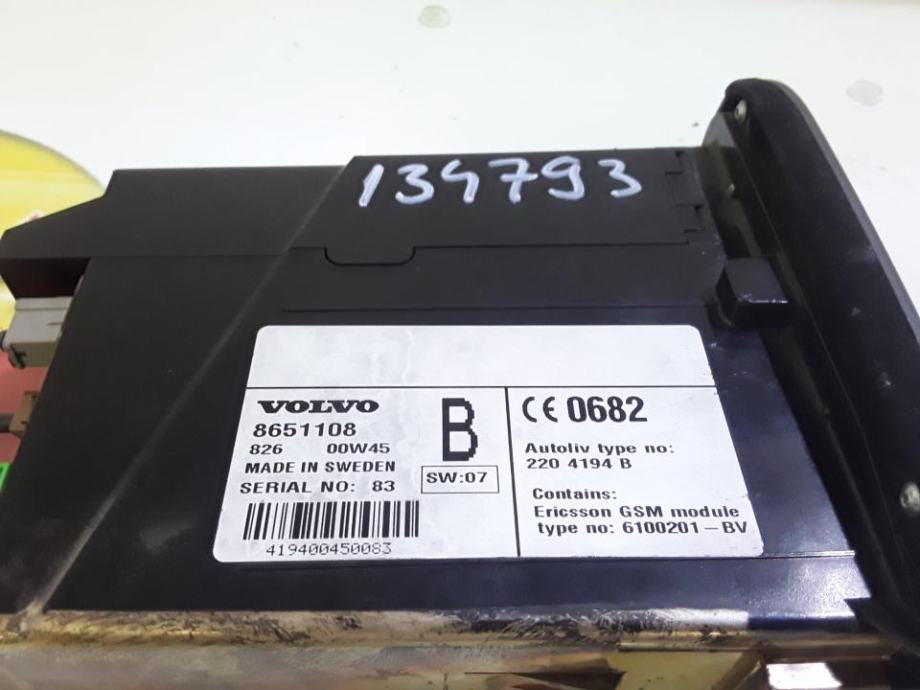 134793
VOLVO
8651108
826 00W45
MADE IN SWEDEN
SERIAL NO: 83
419400450083
B
SW:07
CE 0682
Autoliv type no:
220 4194 B
Contains:
Ericsson GSM module
type no: 6100201-BV